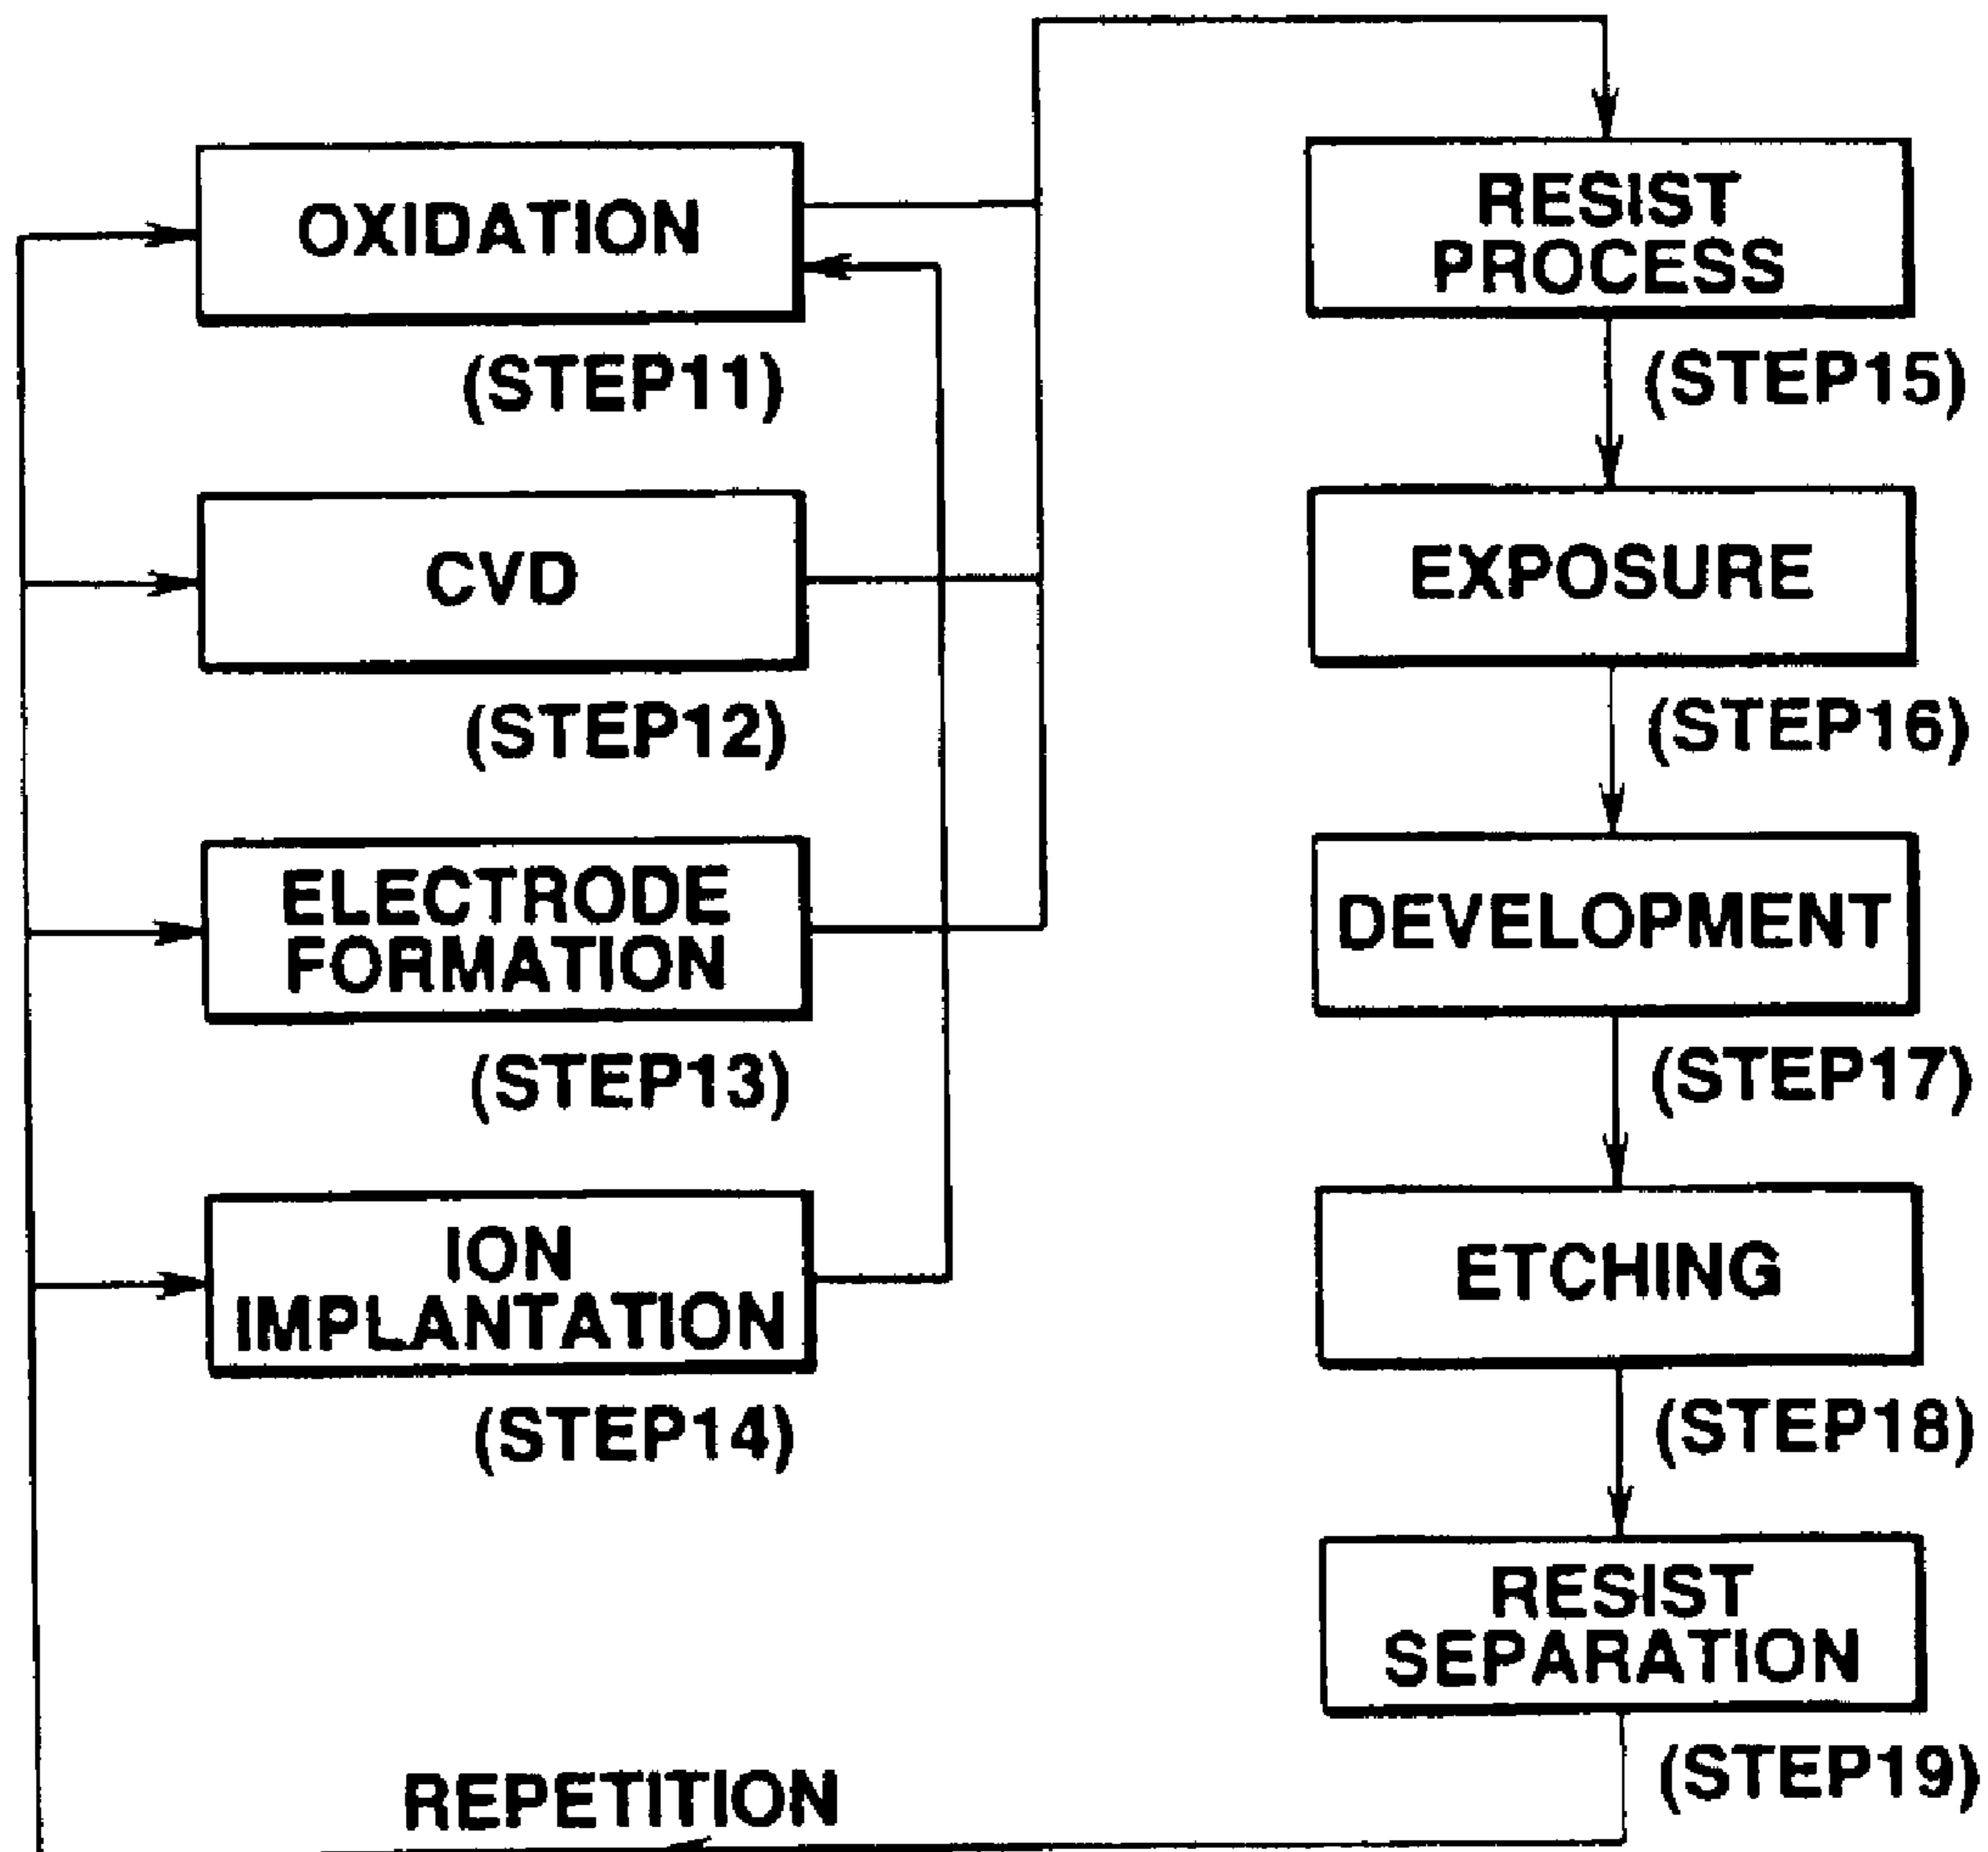 OXIDATION
(STEP11)
CVD
(STEP12)
ELECTRODE
FORMATION
(STEP13)
ION
IMPLANTATION
(STEP14)
RESIST
PROCESS
(STEP15)
EXPOSURE
(STEP16)
DEVELOPMENT
(STEP17)
ETCHING
(STEP18)
RESIST
SEPARATION
(STEP19)
REPETITION